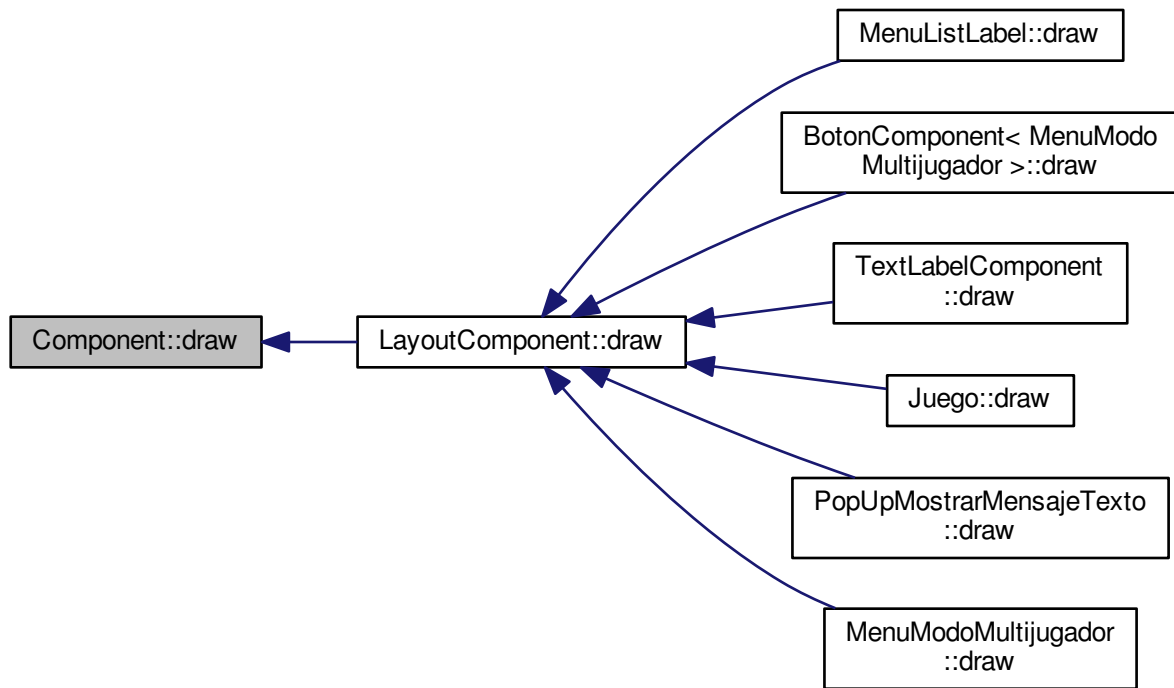 MenuListLabel::draw
BotonComponent< MenuModo
Multijugador >::draw
TextLabelComponent
::draw
Component::draw
LayoutComponent::draw
Juego::draw
PopUpMostrarMensajeTexto
::draw
MenuModoMultijugador
::draw